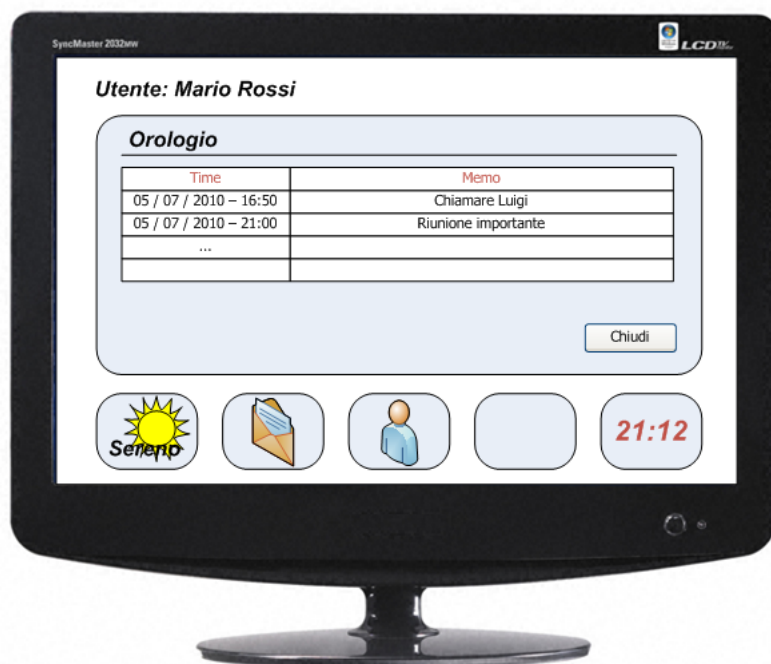 SyncMaster 2032MW
LCD TV
Utente: Mario Rossi
Orologio
Time Memo
05 / 07 / 2010 – 16:50 Chiamare Luigi
05 / 07 / 2010 – 21:00 Riunione importante
...
Chiudi
Sereno
21:12